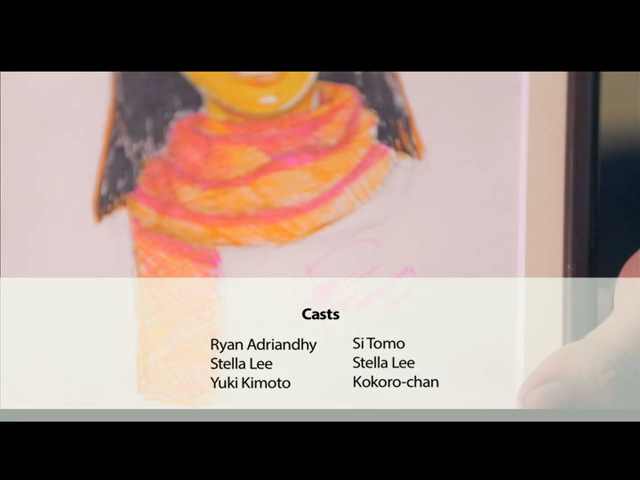 Casts
Ryan Adriandhy Si Tomo
Stella Lee Stella Lee
Yuki Kimoto Kokoro-chan